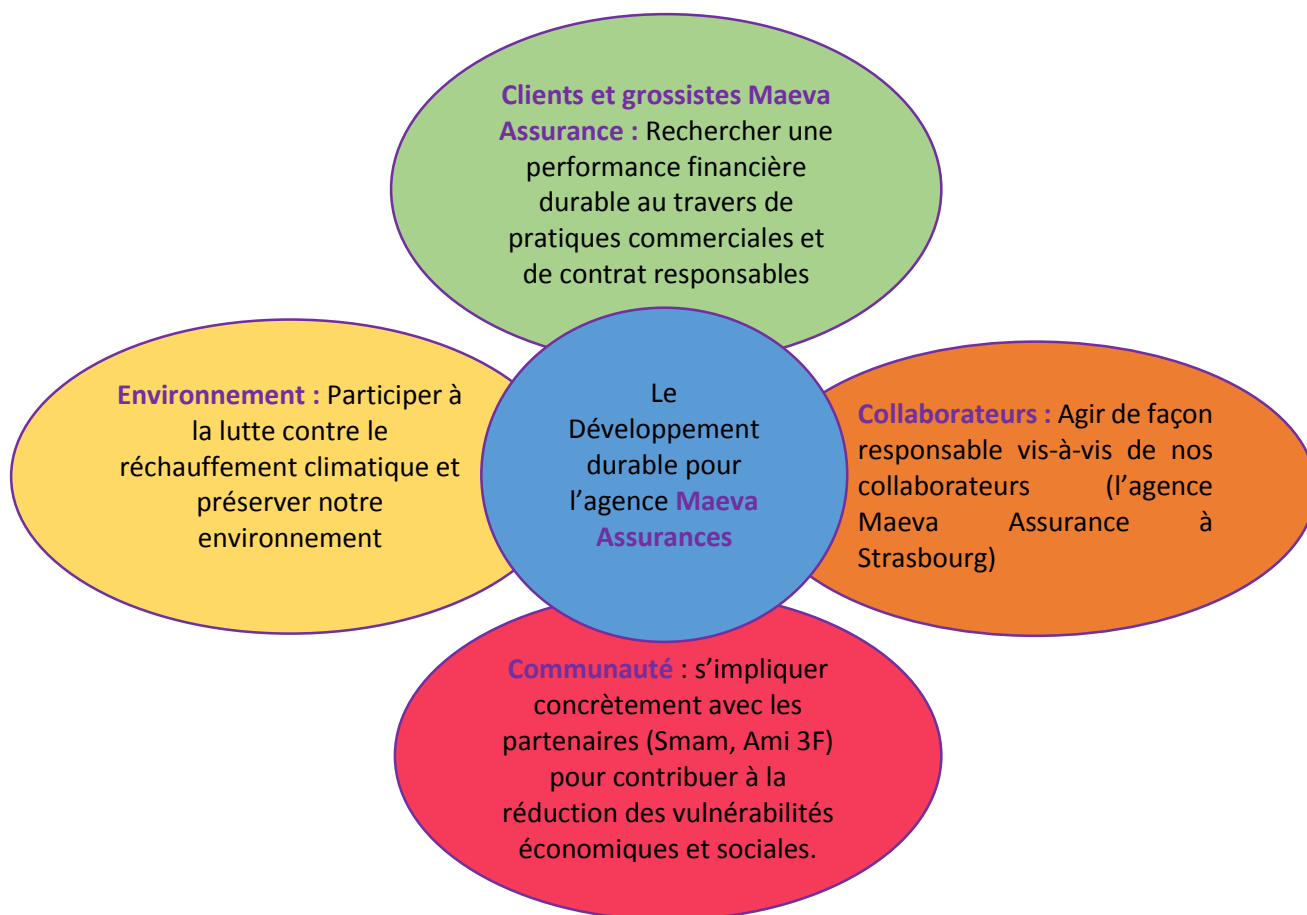 Clients et grossistes Maeva
Assurance : Rechercher une
performance financière
durable au travers de
pratiques commerciales et
de contrat responsables
Environnement : Participer à
la lutte contre le
réchauffement climatique et
préserver notre
environnement
Le
Développement
durable pour
l’agence Maeva
Assurances
Collaborateurs : Agir de façon
responsable vis-à-vis de nos
collaborateurs (l’agence
Maeva Assurance à
Strasbourg)
Communauté : s’impliquer
concrètement avec les
partenaires (Smam, Ami 3F)
pour contribuer à la
réduction des vulnérabilités
économiques et sociales.